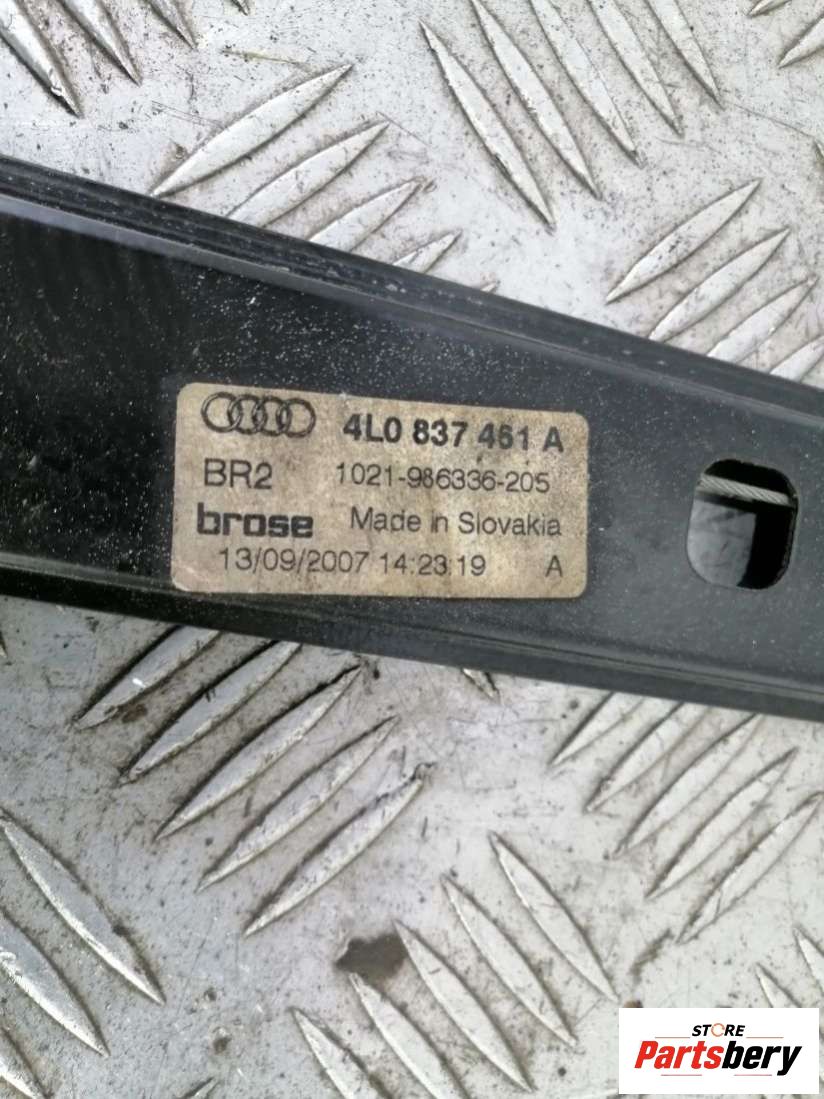 4L0 837 461 A
BR2 1021-986336-205
brose Made in Slovakia
13/09/2007 14:23:19 A
STORE
Partsbery